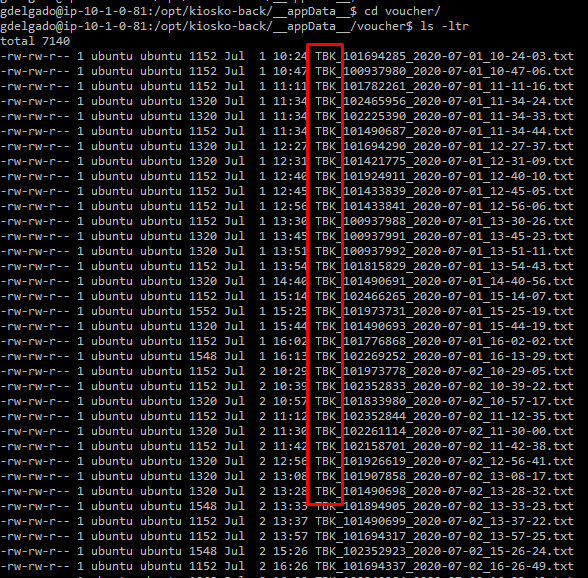 gdelgado@ip-10-1-0-81:/opt/kiosko-back/__appData__$ cd voucher/
gdelgado@ip-10-1-0-81:/opt/kiosko-back/__appData__/voucher$ ls -ltr
total 7140
-rw-rw-r-- 1 ubuntu ubuntu 1152 Jul  1 10:24 TBK_101694285_2020-07-01_10-24-03.txt
-rw-rw-r-- 1 ubuntu ubuntu 1152 Jul  1 10:47 TBK_100937980_2020-07-01_10-47-06.txt
-rw-rw-r-- 1 ubuntu ubuntu 1152 Jul  1 11:11 TBK_101782261_2020-07-01_11-11-16.txt
-rw-rw-r-- 1 ubuntu ubuntu 1320 Jul  1 11:34 TBK_102465956_2020-07-01_11-34-24.txt
-rw-rw-r-- 1 ubuntu ubuntu 1320 Jul  1 11:34 TBK_102225390_2020-07-01_11-34-33.txt
-rw-rw-r-- 1 ubuntu ubuntu 1152 Jul  1 11:34 TBK_101490687_2020-07-01_11-34-44.txt
-rw-rw-r-- 1 ubuntu ubuntu 1320 Jul  1 12:27 TBK_101694290_2020-07-01_12-27-37.txt
-rw-rw-r-- 1 ubuntu ubuntu 1320 Jul  1 12:31 TBK_101421775_2020-07-01_12-31-09.txt
-rw-rw-r-- 1 ubuntu ubuntu 1152 Jul  1 12:40 TBK_101924911_2020-07-01_12-40-10.txt
-rw-rw-r-- 1 ubuntu ubuntu 1152 Jul  1 12:45 TBK_101433839_2020-07-01_12-45-05.txt
-rw-rw-r-- 1 ubuntu ubuntu 1152 Jul  1 12:56 TBK_101433841_2020-07-01_12-56-06.txt
-rw-rw-r-- 1 ubuntu ubuntu 1152 Jul  1 13:30 TBK_100937988_2020-07-01_13-30-26.txt
-rw-rw-r-- 1 ubuntu ubuntu 1320 Jul  1 13:45 TBK_100937991_2020-07-01_13-45-23.txt
-rw-rw-r-- 1 ubuntu ubuntu 1320 Jul  1 13:51 TBK_100937992_2020-07-01_13-51-11.txt
-rw-rw-r-- 1 ubuntu ubuntu 1152 Jul  1 13:54 TBK_101815829_2020-07-01_13-54-43.txt
-rw-rw-r-- 1 ubuntu ubuntu 1320 Jul  1 14:40 TBK_101490691_2020-07-01_14-40-56.txt
-rw-rw-r-- 1 ubuntu ubuntu 1152 Jul  1 15:14 TBK_102466265_2020-07-01_15-14-07.txt
-rw-rw-r-- 1 ubuntu ubuntu 1552 Jul  1 15:25 TBK_101973731_2020-07-01_15-25-19.txt
-rw-rw-r-- 1 ubuntu ubuntu 1320 Jul  1 15:44 TBK_101490693_2020-07-01_15-44-19.txt
-rw-rw-r-- 1 ubuntu ubuntu 1152 Jul  1 16:02 TBK_101776868_2020-07-01_16-02-02.txt
-rw-rw-r-- 1 ubuntu ubuntu 1548 Jul  1 16:13 TBK_102269252_2020-07-01_16-13-29.txt
-rw-rw-r-- 1 ubuntu ubuntu 1152 Jul  2 10:29 TBK_101973778_2020-07-02_10-29-05.txt
-rw-rw-r-- 1 ubuntu ubuntu 1152 Jul  2 10:39 TBK_102352833_2020-07-02_10-39-22.txt
-rw-rw-r-- 1 ubuntu ubuntu 1320 Jul  2 10:57 TBK_101833980_2020-07-02_10-57-17.txt
-rw-rw-r-- 1 ubuntu ubuntu 1152 Jul  2 11:12 TBK_102352844_2020-07-02_11-12-35.txt
-rw-rw-r-- 1 ubuntu ubuntu 1320 Jul  2 11:30 TBK_102261114_2020-07-02_11-30-00.txt
-rw-rw-r-- 1 ubuntu ubuntu 1152 Jul  2 11:42 TBK_102158701_2020-07-02_11-42-38.txt
-rw-rw-r-- 1 ubuntu ubuntu 1320 Jul  2 12:56 TBK_101926619_2020-07-02_12-56-41.txt
-rw-rw-r-- 1 ubuntu ubuntu 1320 Jul  2 13:08 TBK_101907858_2020-07-02_13-08-17.txt
-rw-rw-r-- 1 ubuntu ubuntu 1320 Jul  2 13:28 TBK_101490698_2020-07-02_13-28-32.txt
-rw-rw-r-- 1 ubuntu ubuntu 1548 Jul  2 13:33 TBK_101894905_2020-07-02_13-33-23.txt
-rw-rw-r-- 1 ubuntu ubuntu 1152 Jul  2 13:37 TBK_101490699_2020-07-02_13-37-22.txt
-rw-rw-r-- 1 ubuntu ubuntu 1152 Jul  2 13:57 TBK_101694317_2020-07-02_13-57-25.txt
-rw-rw-r-- 1 ubuntu ubuntu 1548 Jul  2 15:26 TBK_102352923_2020-07-02_15-26-24.txt
-rw-rw-r-- 1 ubuntu ubuntu 1152 Jul  2 16:26 TBK_101694337_2020-07-02_16-26-49.txt